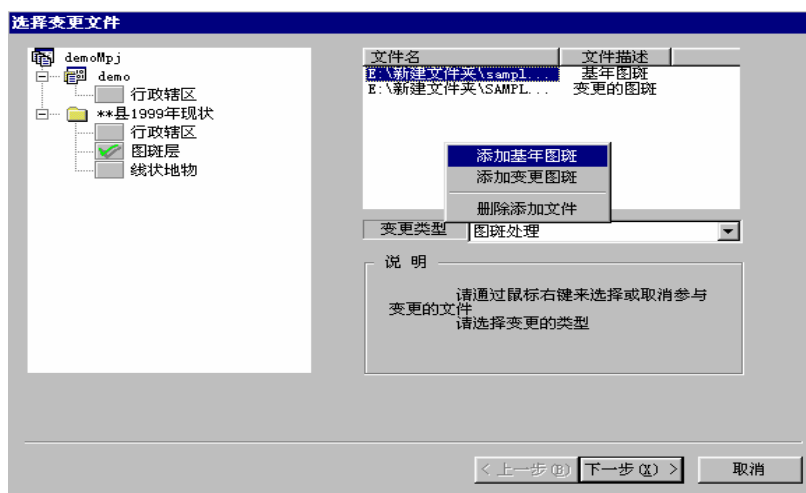 选择变更文件
demoMpj
demo
行政辖区
**县1999年现状
行政辖区
图斑层
线状地物
文件名 文件描述
E:\新建文件夹\sampl... 基年图斑
E:\新建文件夹\SAMPL... 变更的图斑
添加基年图斑
添加变更图斑
删除添加文件
变更类型 图斑处理
说 明
请通过鼠标右键来选择或取消参与
变更的文件
请选择变更的类型
<上一步(B) 下一步(X) > 取消